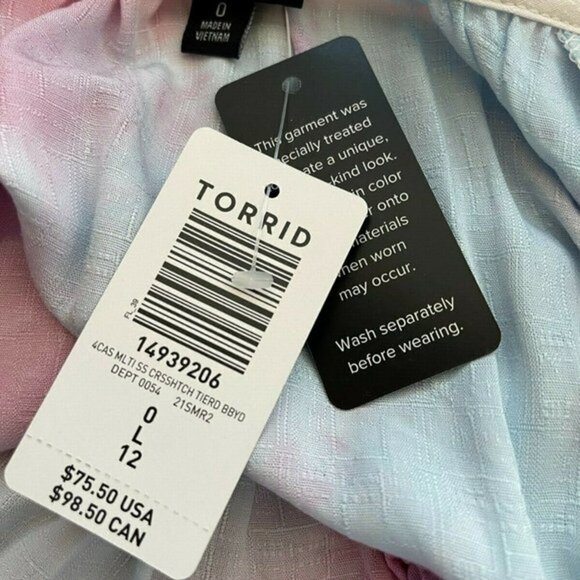 0
MADE IN
VIETNAM
This garment was
ecially treated
ate a unique,
kind look.
in color
r onto
materials
hen worn
may occur.
Wash separately
before wearing.
TORRID
FL_38
14939206
4CAS MLTI SS CRSSHTCH TIERD BBYD
DEPT 0054 21SMR2
0
L
12
$75.50 USA
$98.50 CAN